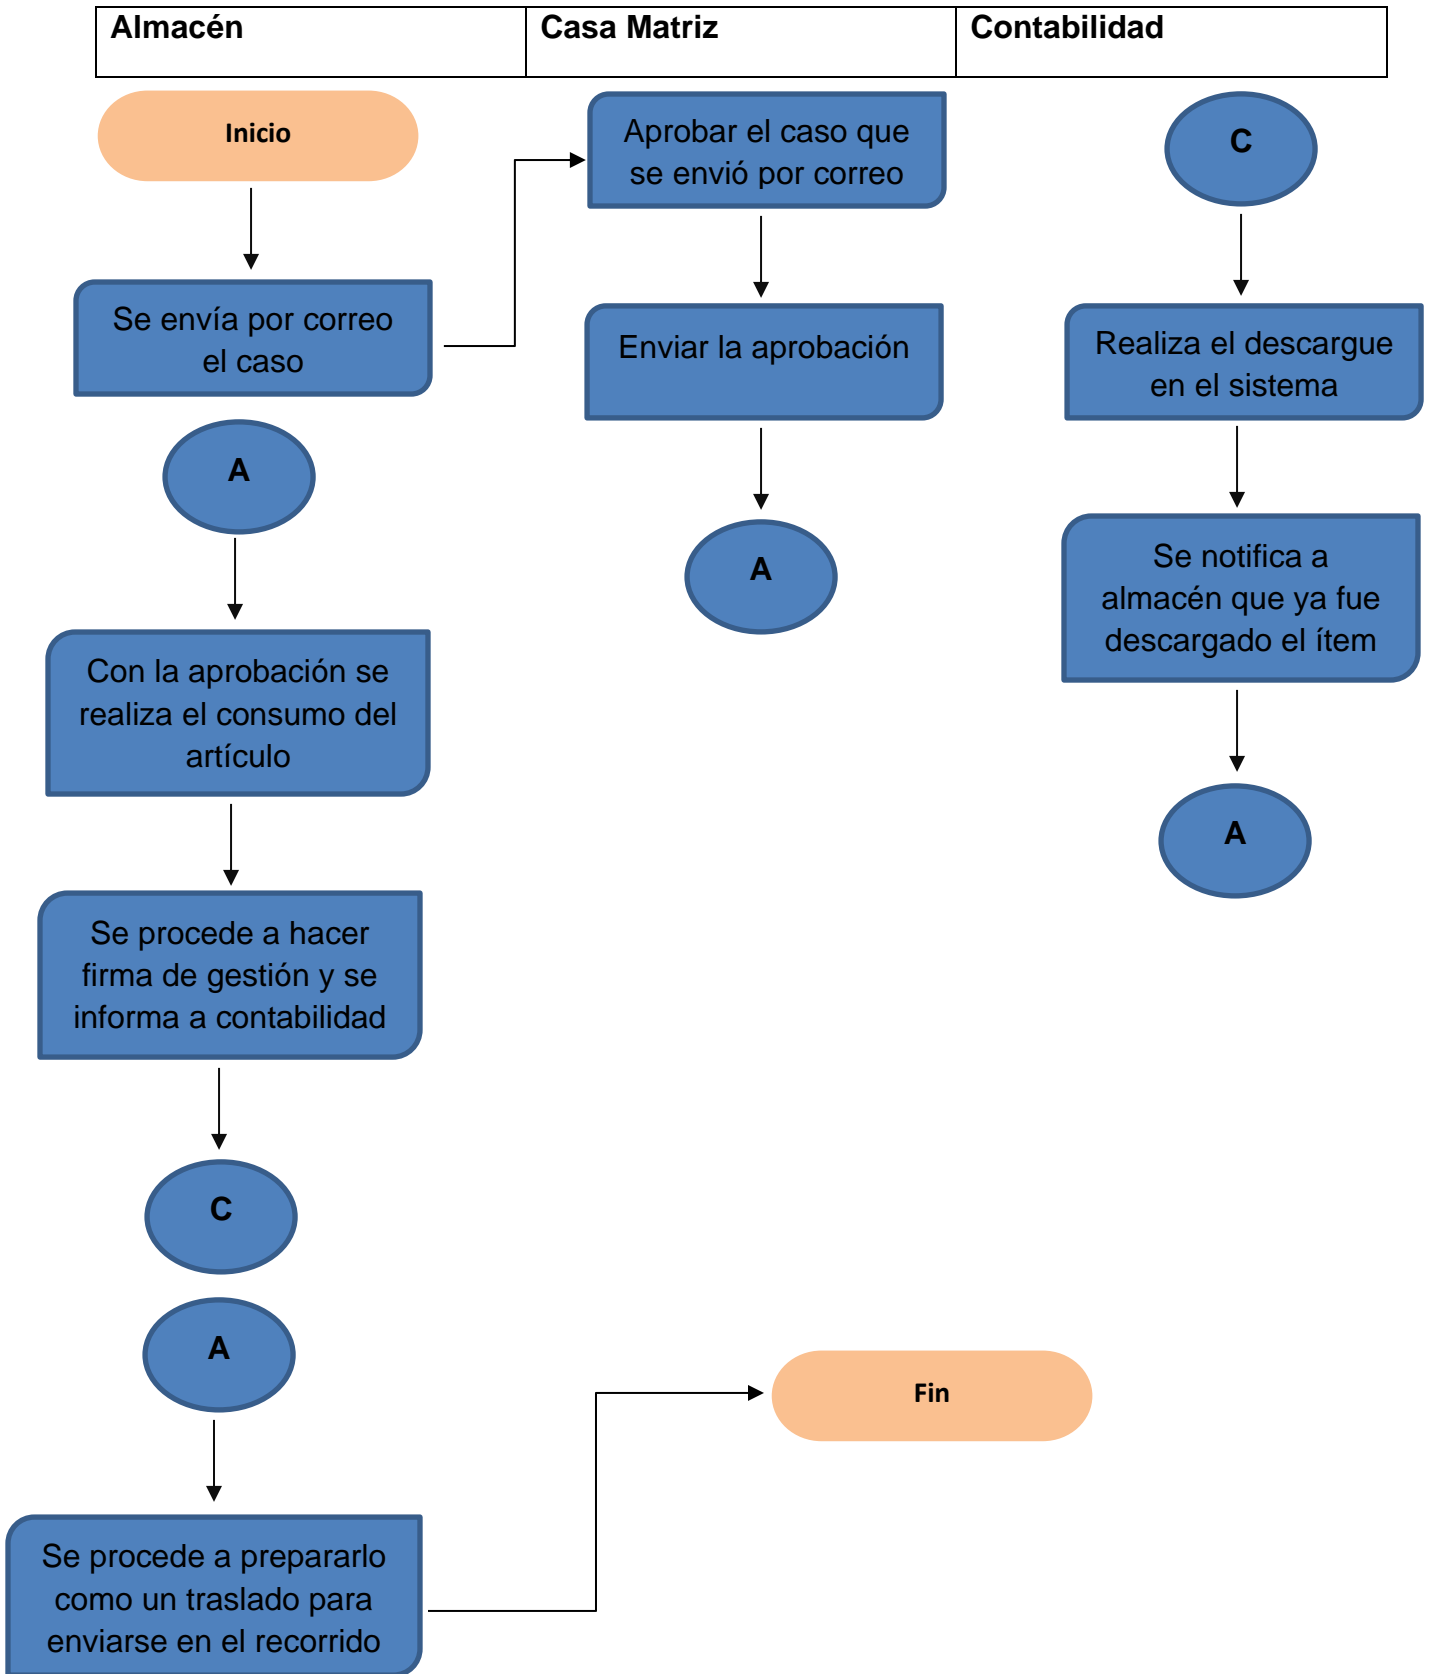 Almacén
Casa Matriz
Contabilidad
Inicio
Se envía por correo
el caso
A
Con la aprobación se
realiza el consumo del
artículo
Se procede a hacer
firma de gestión y se
informa a contabilidad
C
A
Se procede a prepararlo
como un traslado para
enviarse en el recorrido
Aprobar el caso que
se envió por correo
Enviar la aprobación
A
Fin
C
Realiza el descargue
en el sistema
Se notifica a
almacén que ya fue
descargado el ítem
A